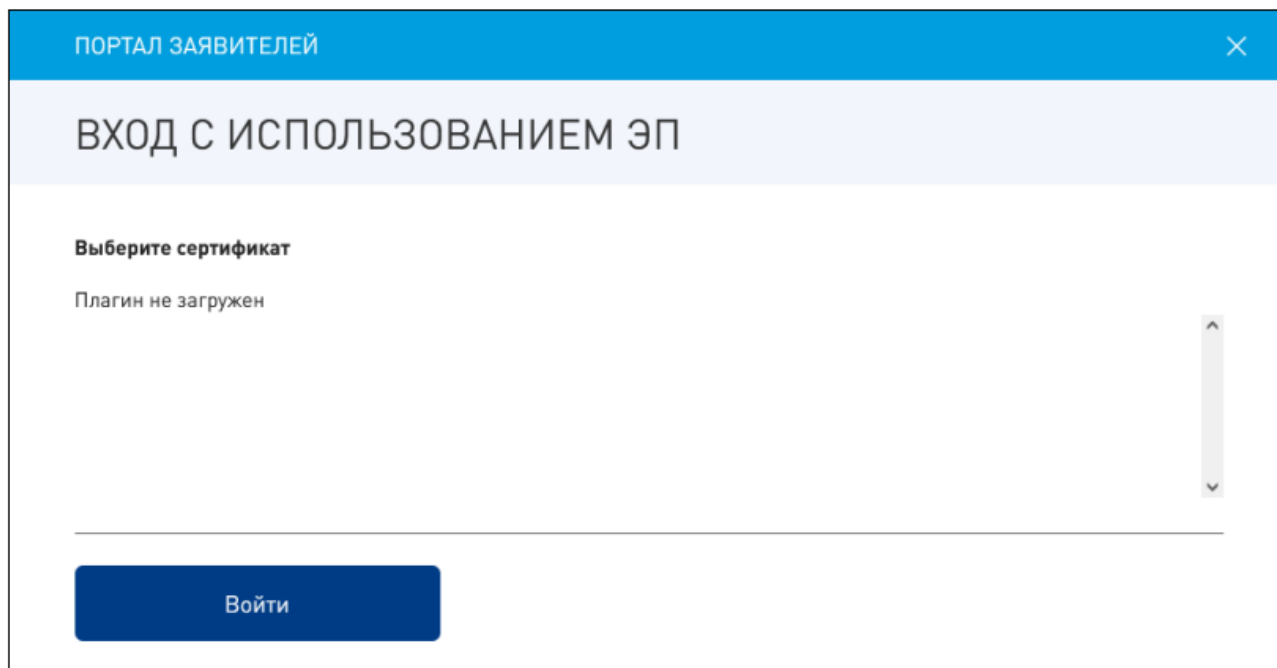 ПОРТАЛ ЗАЯВИТЕЛЕЙ
ВХОД С ИСПОЛЬЗОВАНИЕМ ЭП
Выберите сертификат
Плагин не загружен
Войти